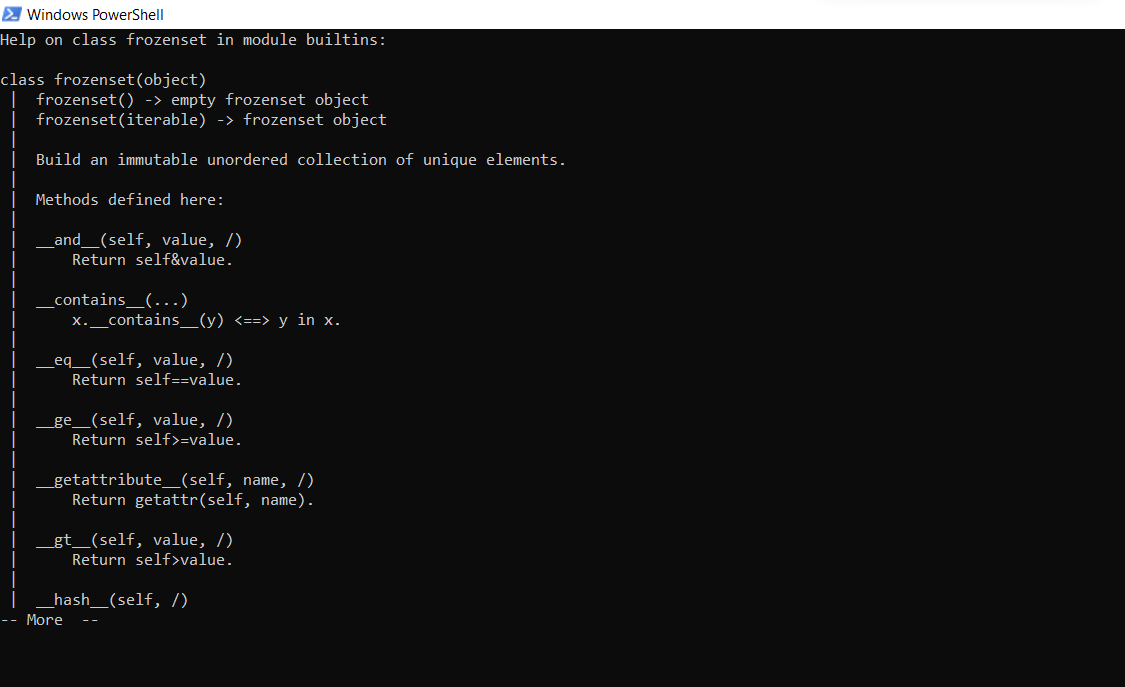 Windows PowerShell
Help on class frozenset in module builtins:
class frozenset(object)
 |  frozenset() -> empty frozenset object
 |  frozenset(iterable) -> frozenset object
 |
 |  Build an immutable unordered collection of unique elements.
 |
 |  Methods defined here:
 |
 |  __and__(self, value, /)
 |      Return self&value.
 |
 |  __contains__(...)
 |      x.__contains__(y) <==> y in x.
 |
 |  __eq__(self, value, /)
 |      Return self==value.
 |
 |  __ge__(self, value, /)
 |      Return self>=value.
 |
 |  __getattribute__(self, name, /)
 |      Return getattr(self, name).
 |
 |  __gt__(self, value, /)
 |      Return self>value.
 |
 |  __hash__(self, /)
-- More  --